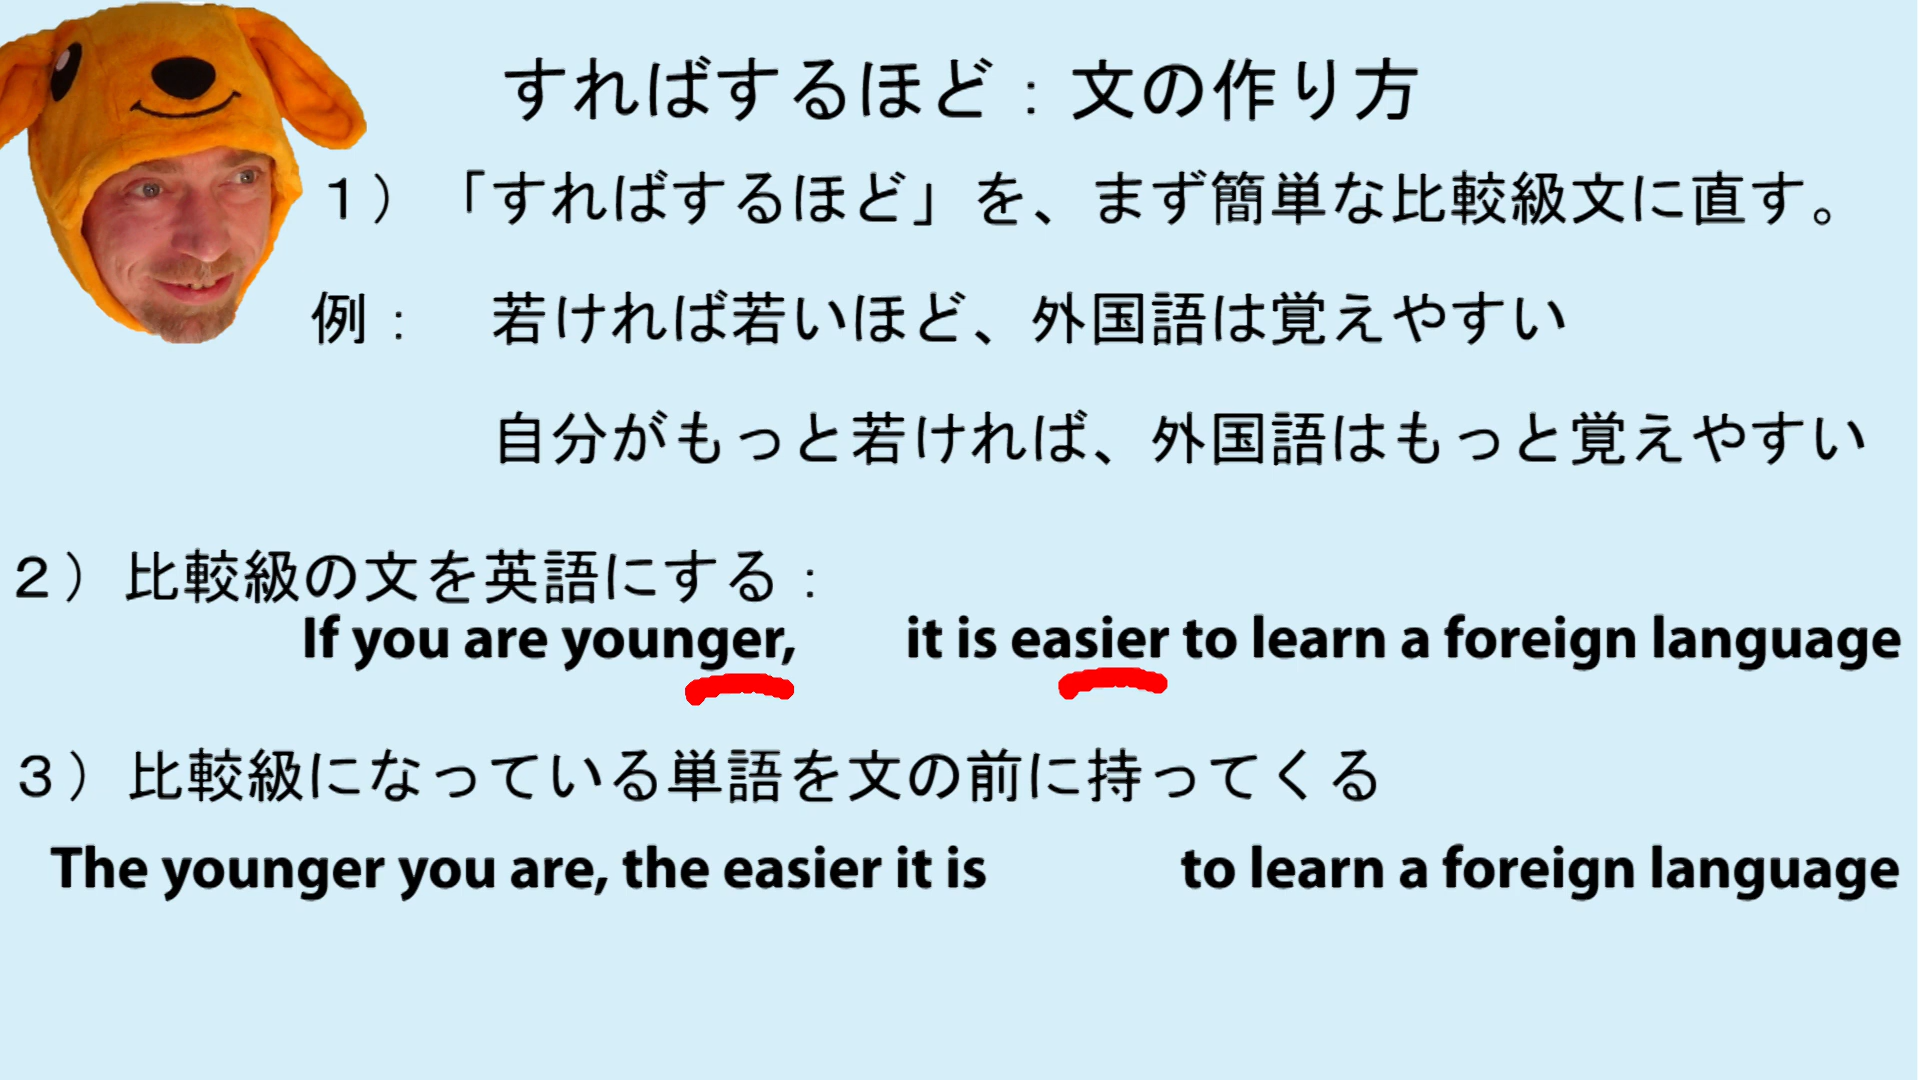 すればするほど：文の作り方
１）「すればするほど」を、まず簡単な比較級文に直す。
例：　若ければ若いほど、外国語は覚えやすい
自分がもっと若ければ、外国語はもっと覚えやすい
２）比較級の文を英語にする：
If you are younger, it is easier to learn a foreign language
３）比較級になっている単語を文の前に持ってくる
The younger you are, the easier it is to learn a foreign language